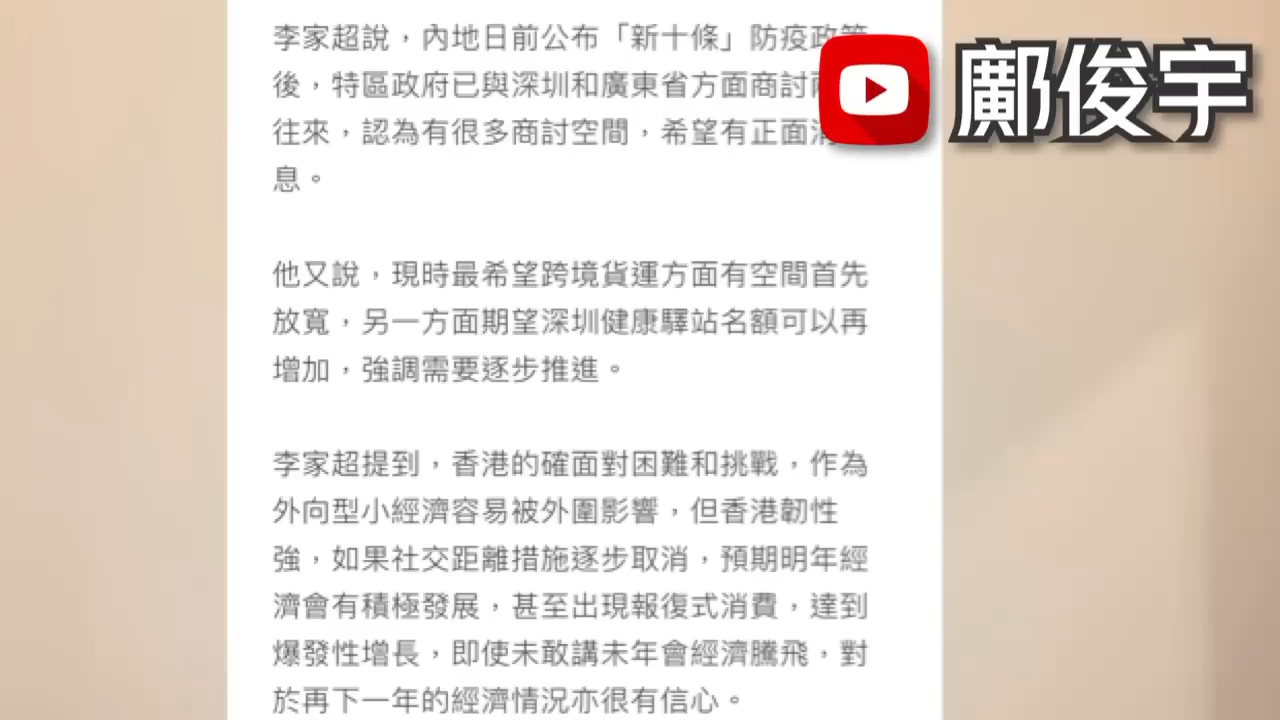 李家超說，內地日前公布「新十條」防疫政策
後，特區政府已與深圳和廣東省方面商討
往來，認為有很多商討空間，希望有正面消
息。
鄺俊宇
他又說，現時最希望跨境貨運方面有空間首先
放寬，另一方面期望深圳健康驛站名額可以再
增加，強調需要逐步推進。
李家超提到，香港的確面對困難和挑戰，作為
外向型小經濟容易被外圍影響，但香港韌性
強，如果社交距離措施逐步取消，預期明年經
濟會有積極發展，甚至出現報復式消費，達到
爆發性增長，即使未敢講未年會經濟騰飛，對
於再下一年的經濟情況亦很有信心。